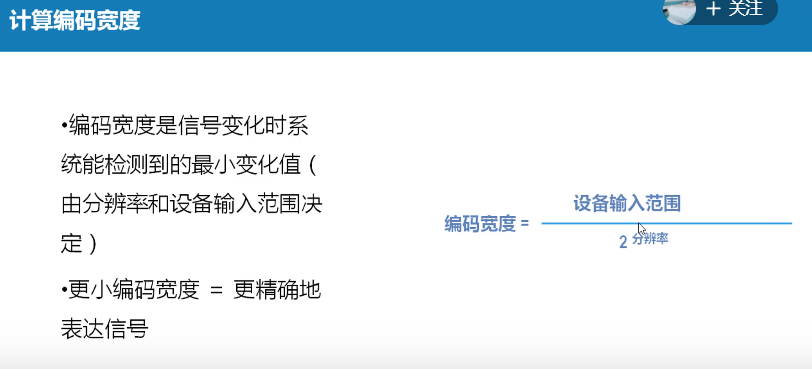 计算编码宽度
+ 关注
•编码宽度是信号变化时系
统能检测到的最小变化值（
由分辨率和设备输入范围决
定）
•更小编码宽度 = 更精确地
表达信号
设备输入范围
编码宽度 =
2 分辨率